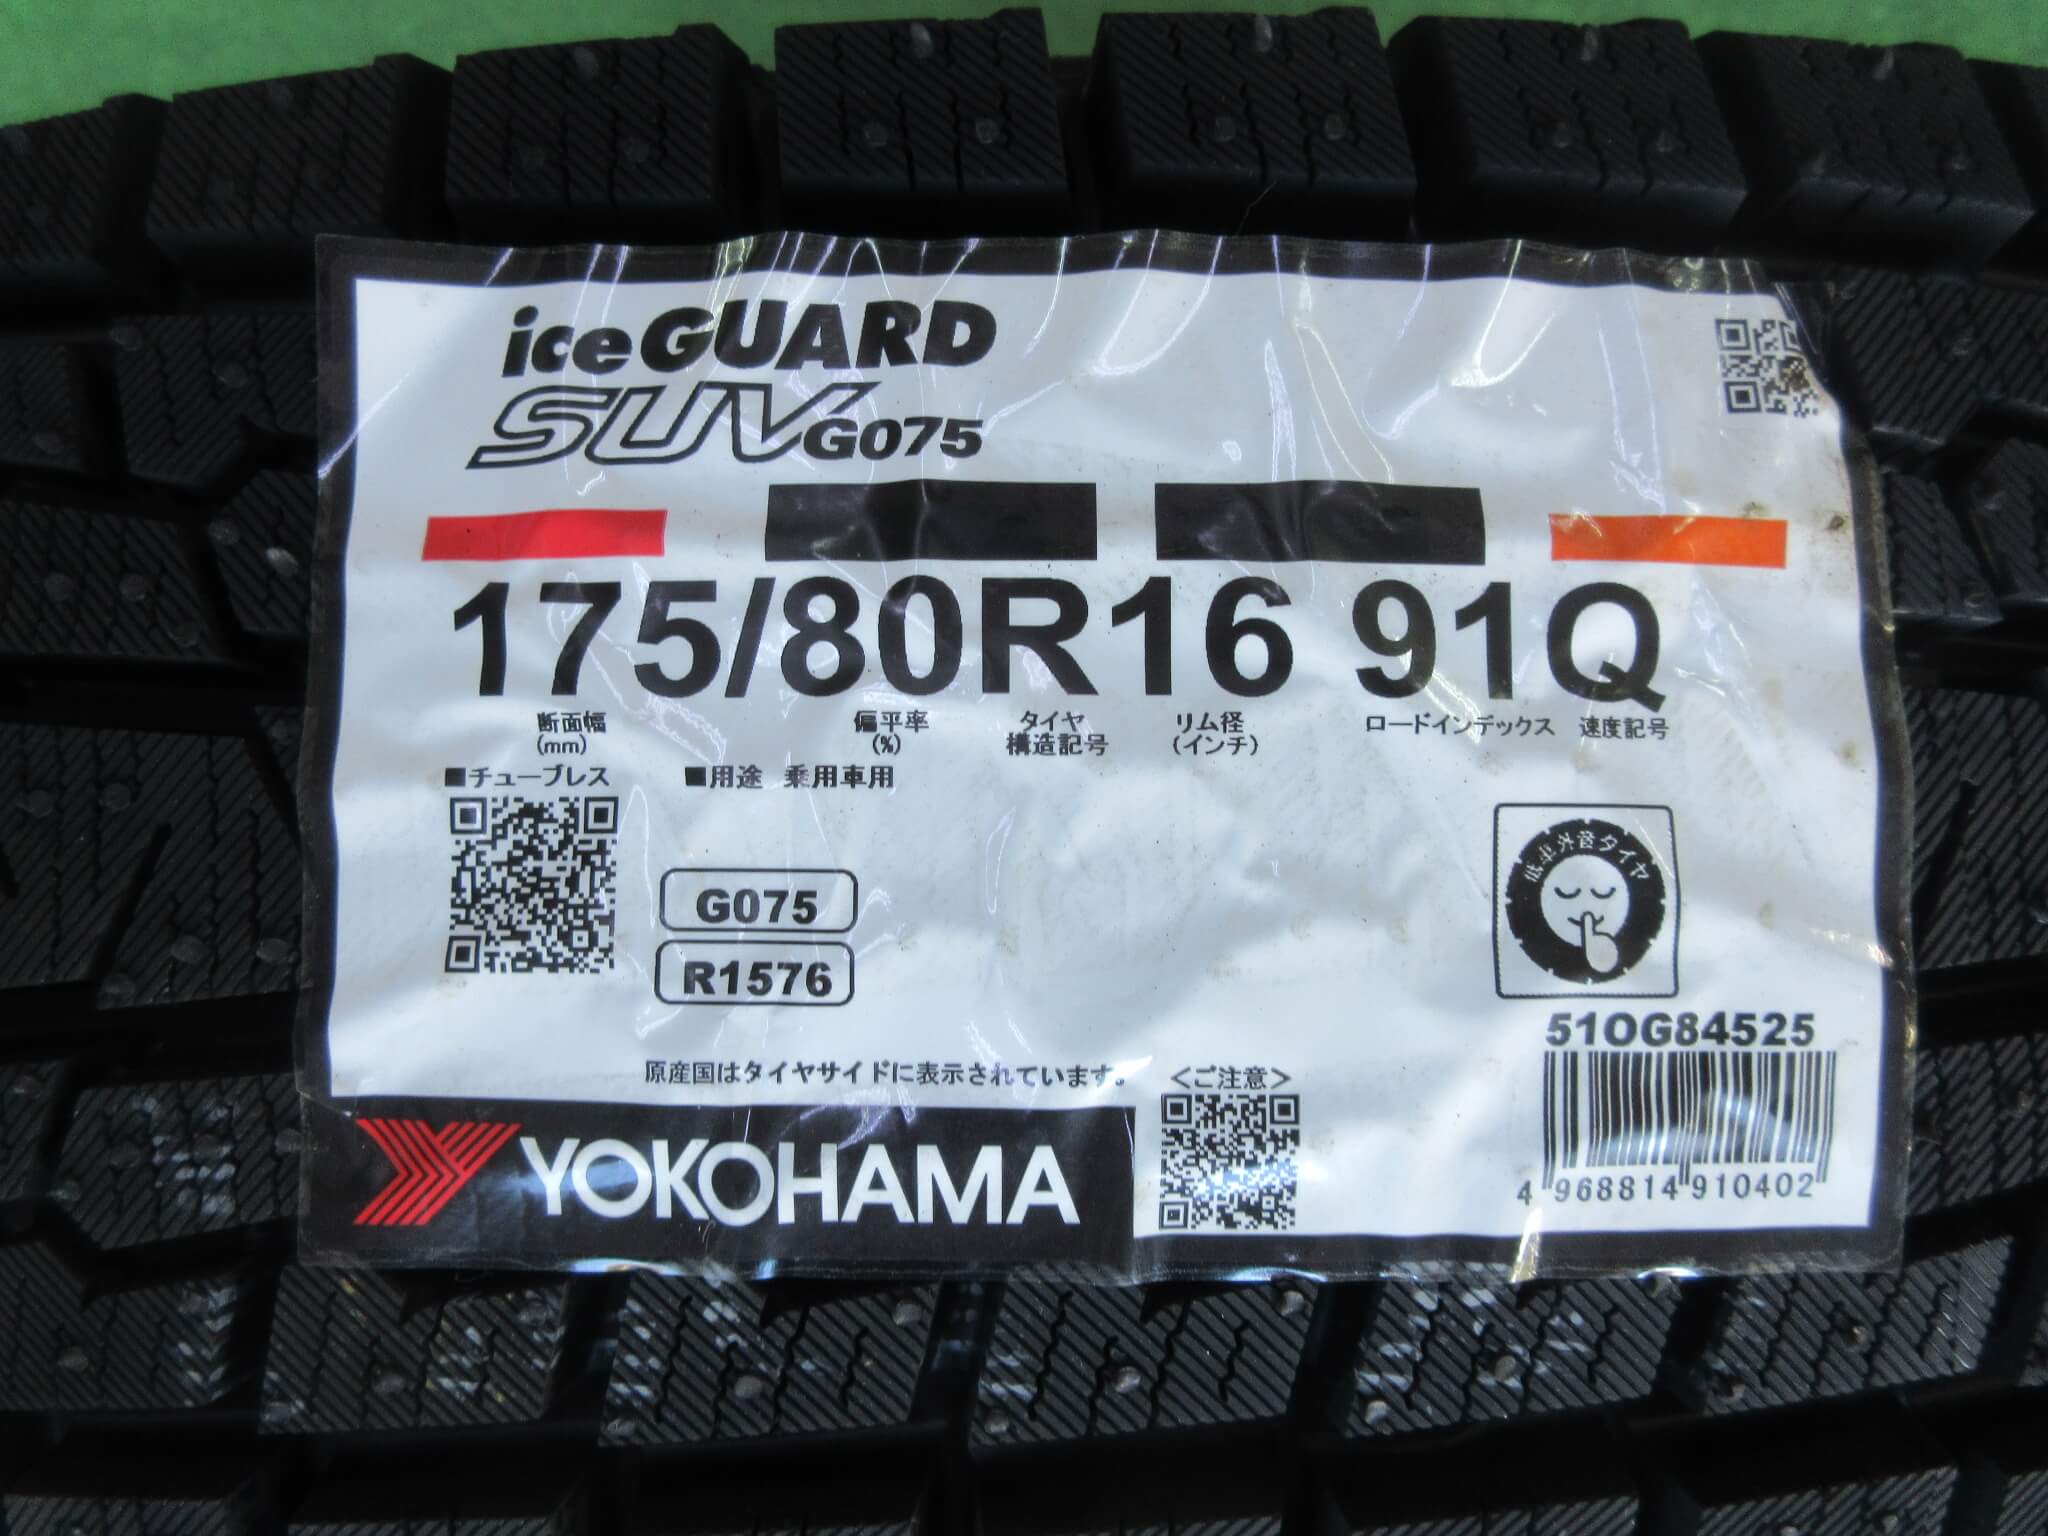 iceGUARD
SUV G075
175/80R16 91Q
断面幅 偏平率 タイヤ リム径 ロードインデックス 速度記号
(mm) (%) 構造記号 (インチ)
■チューブレス ■用途 乗用車用
低車外音タイヤ
G075
R1576
51OG84525
原産国はタイヤサイドに表示されています。
<ご注意>
YOKOHAMA
4 968814 910402